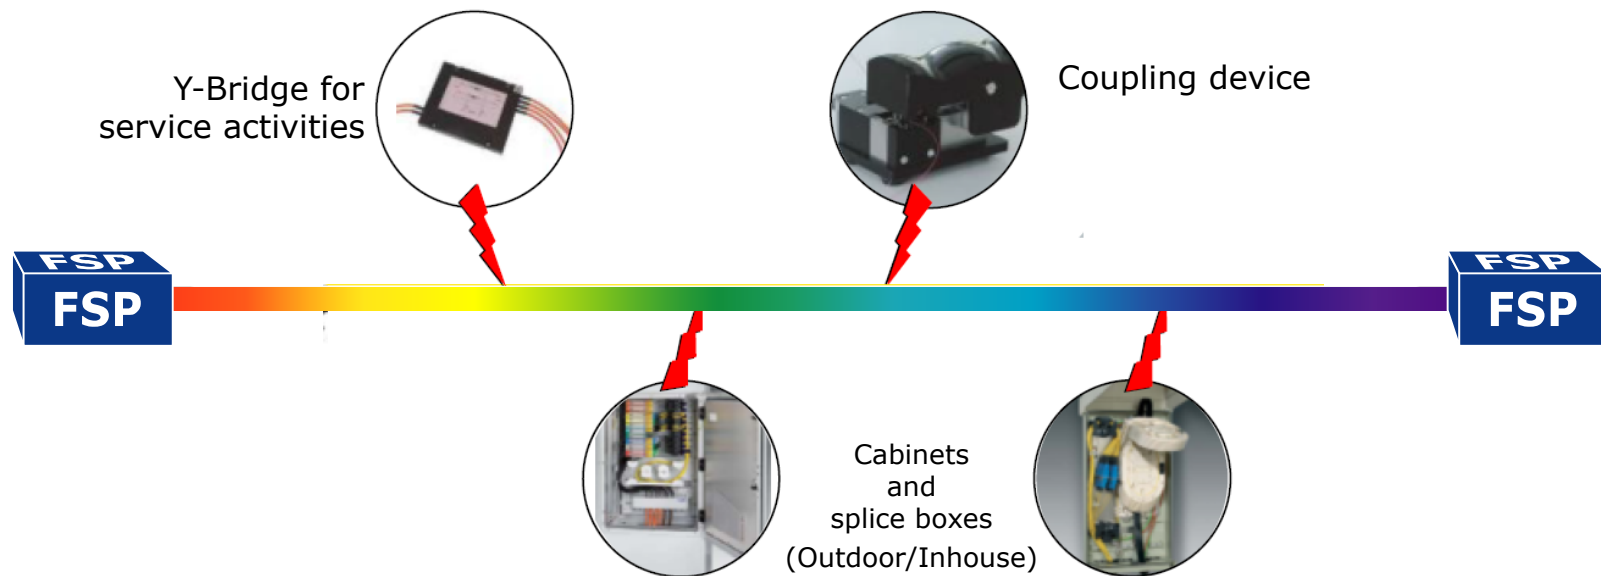 Y-Bridge for
service activities
Coupling device
FSP
FSP
FSP
FSP
Cabinets
and
splice boxes
(Outdoor/Inhouse)